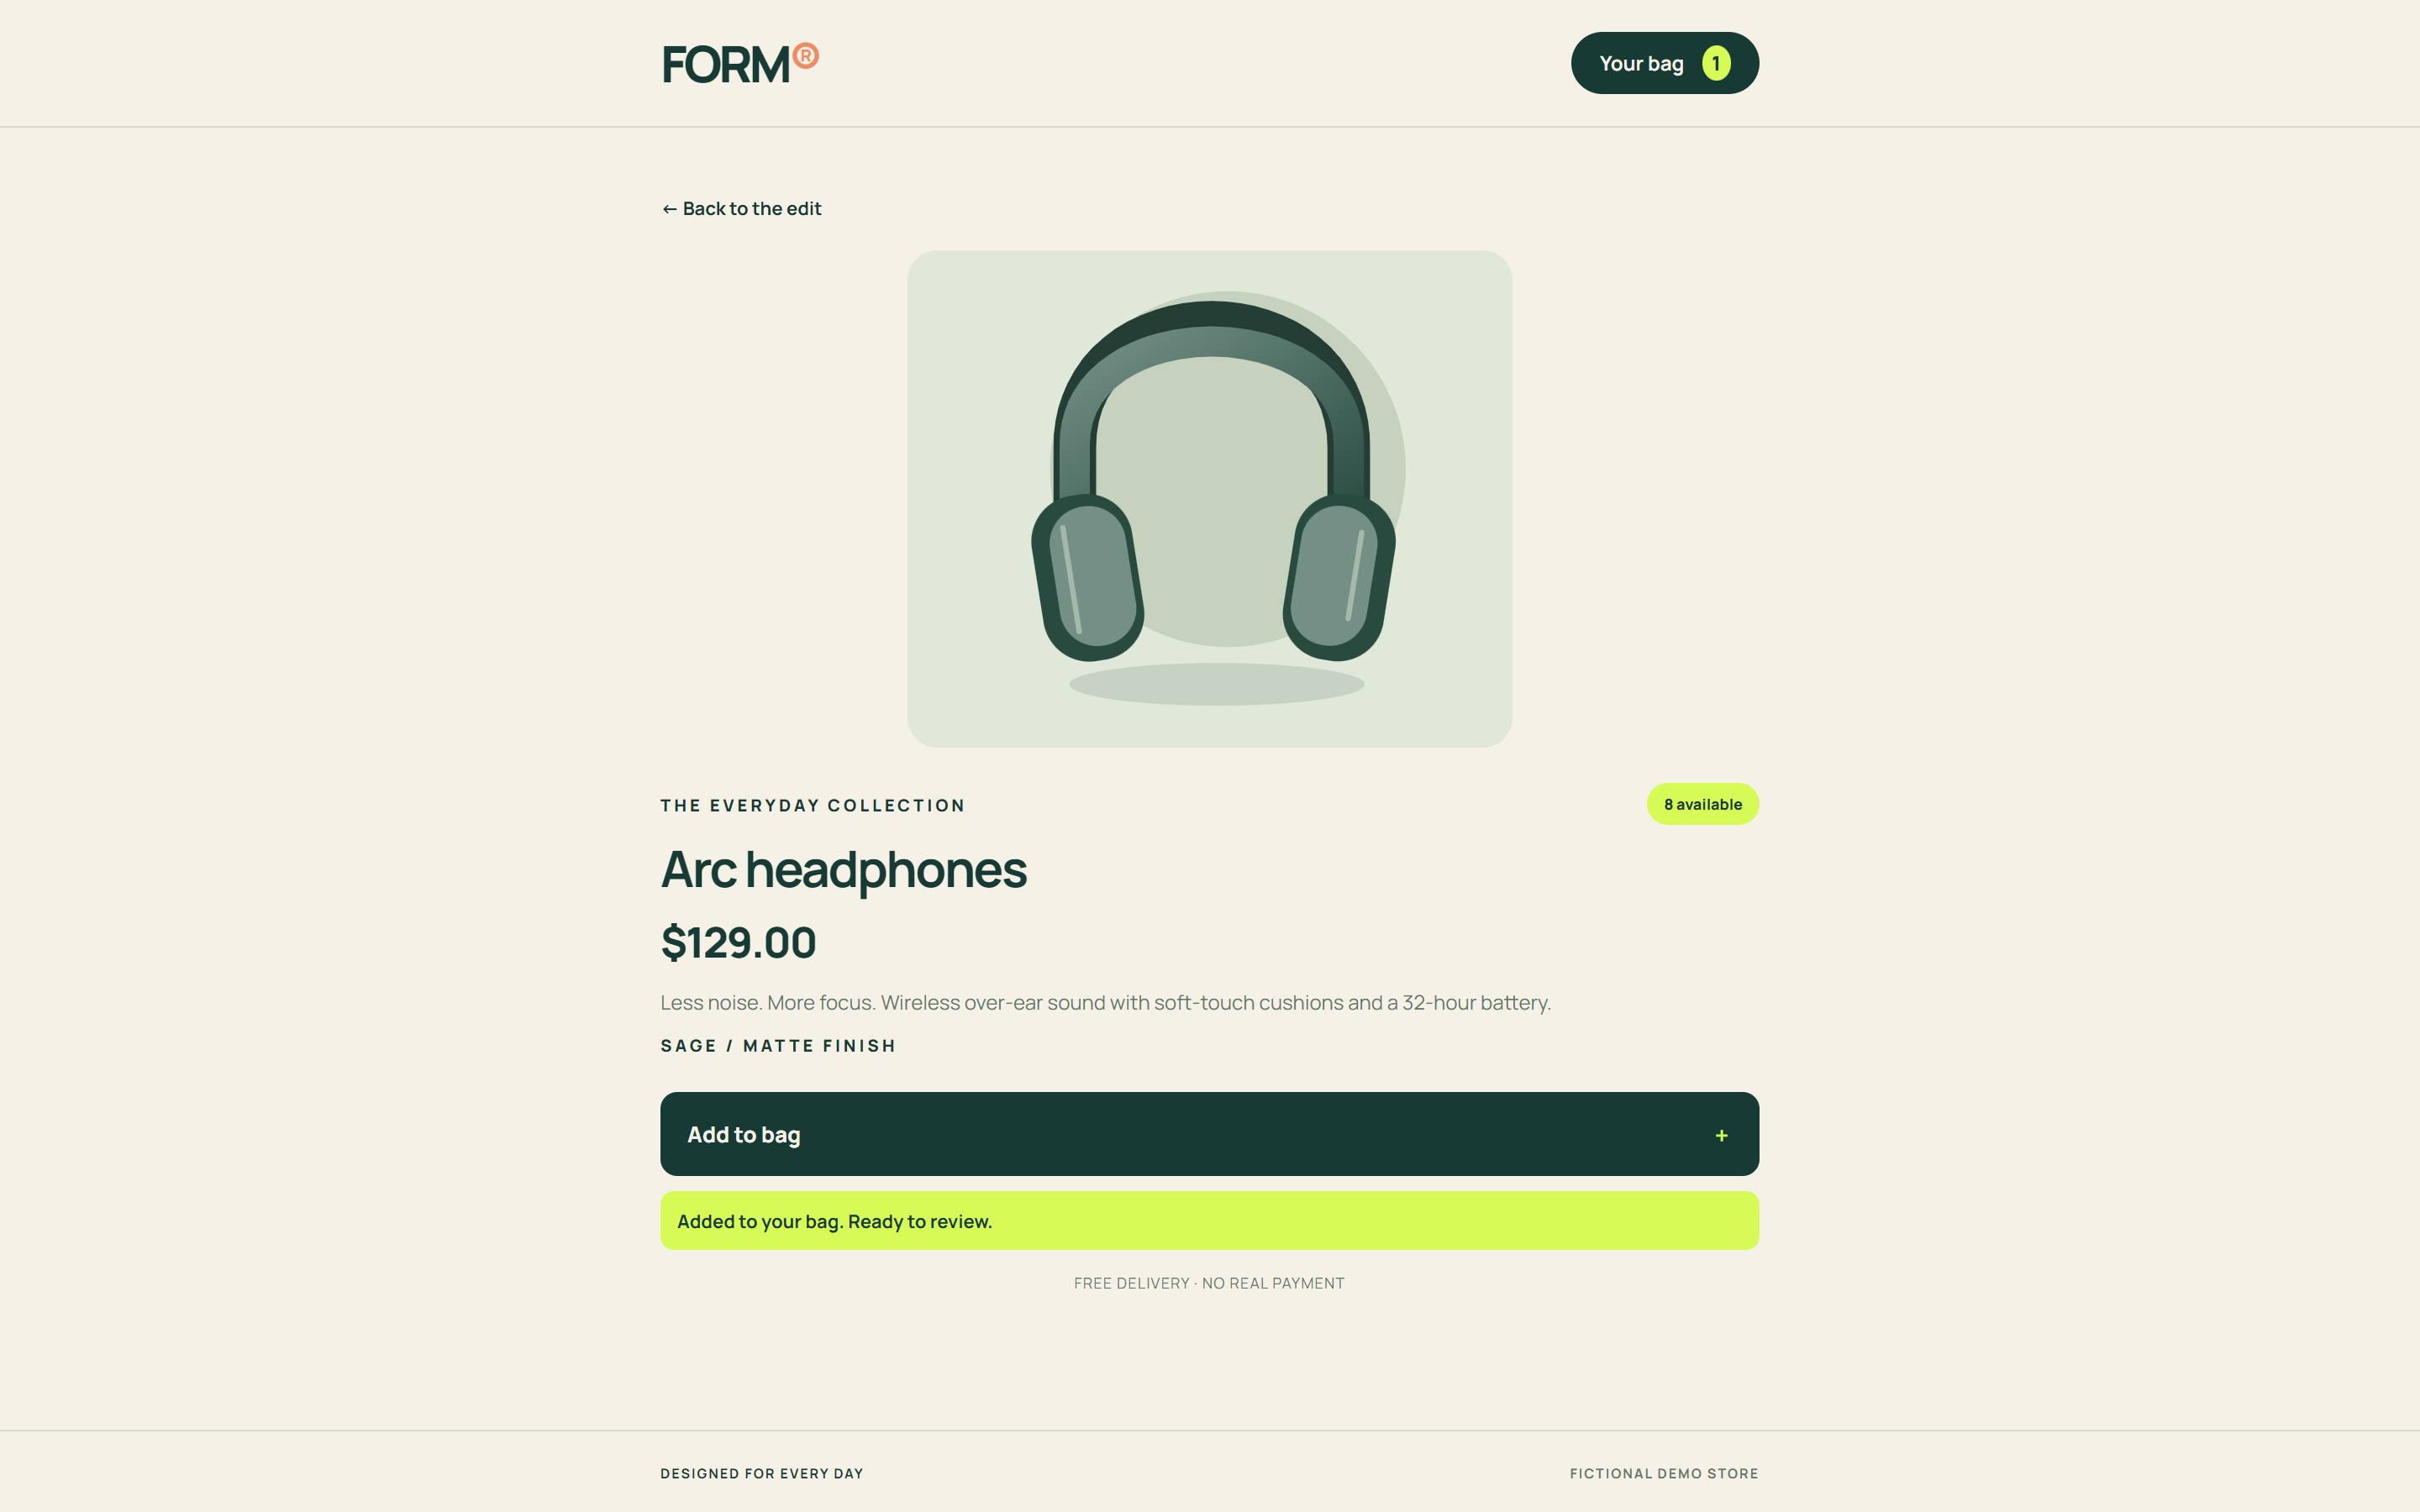 FORM®
Your bag 1
← Back to the edit
THE EVERYDAY COLLECTION
8 available
Arc headphones
$129.00
Less noise. More focus. Wireless over-ear sound with soft-touch cushions and a 32-hour battery.
SAGE / MATTE FINISH
Add to bag +
Added to your bag. Ready to review.
FREE DELIVERY · NO REAL PAYMENT
DESIGNED FOR EVERY DAY
FICTIONAL DEMO STORE